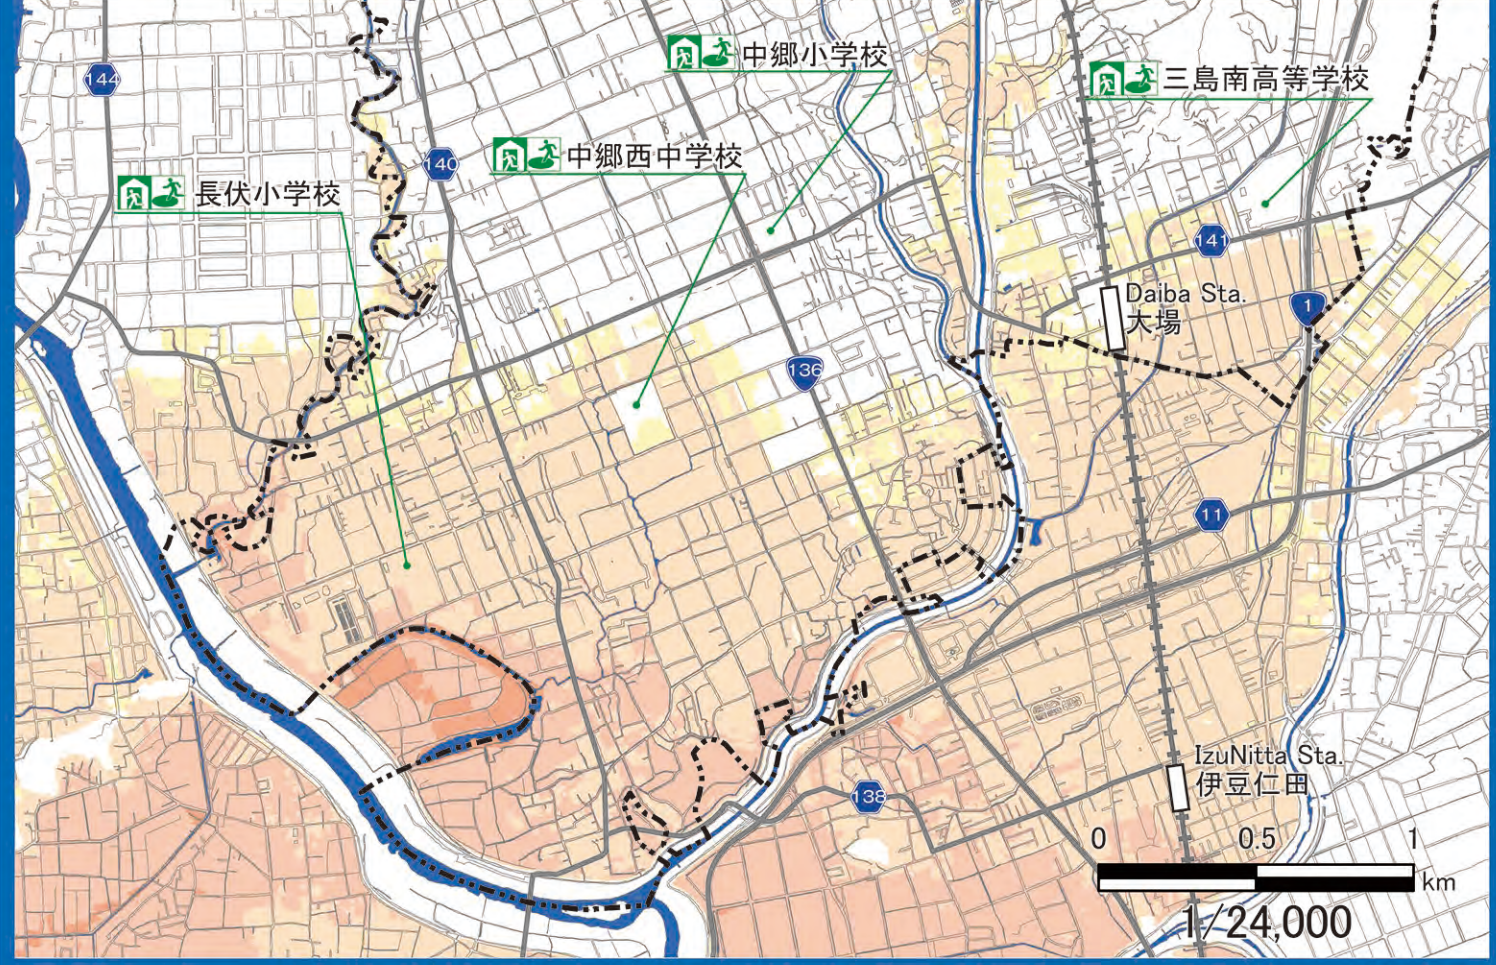 中郷小学校
144
三島南高等学校
中郷西中学校
140
長伏小学校
141
Daiba Sta.
大場
1
136
11
IzuNitta Sta.
伊豆仁田
138
0 0.5 1
km
1/24,000